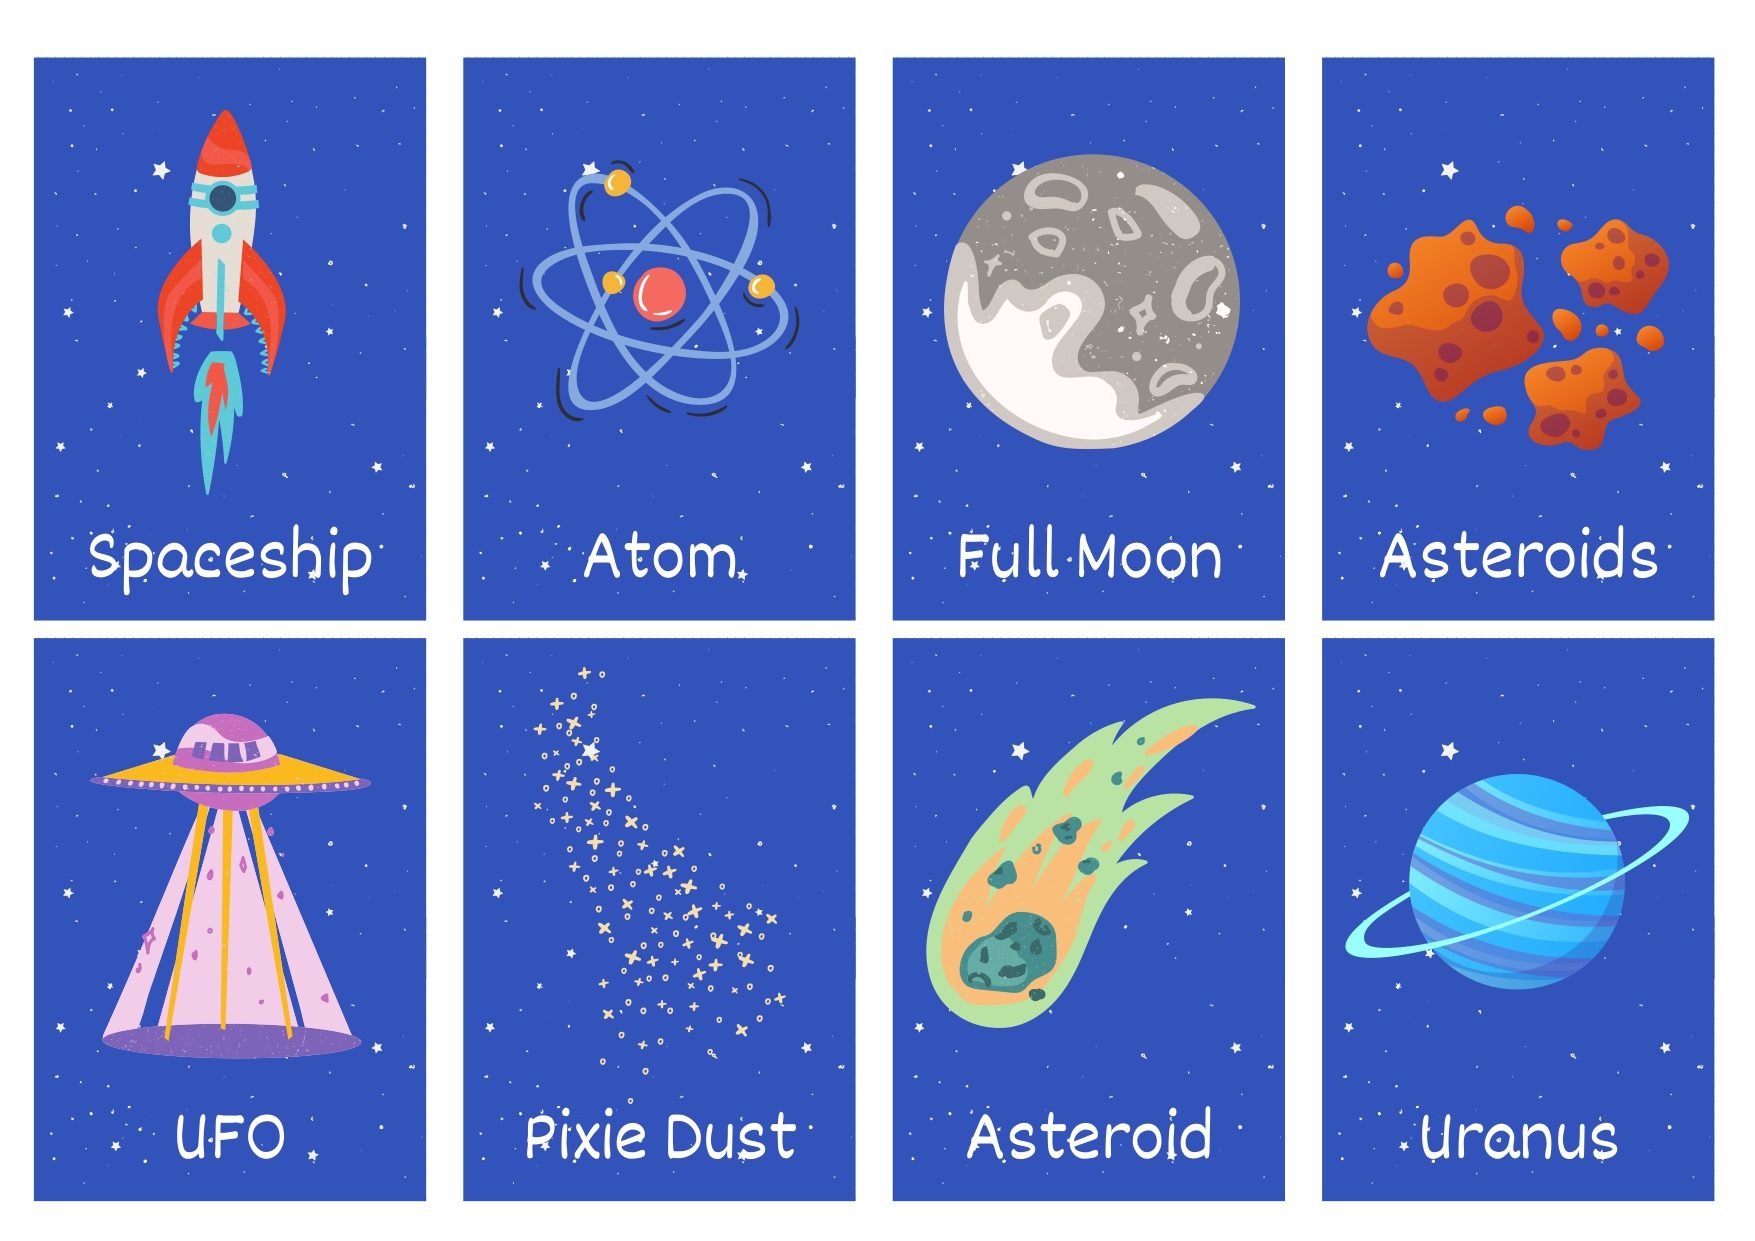 Spaceship
Atom
Full Moon
Asteroids
UFO
Pixie Dust
Asteroid
Uranus